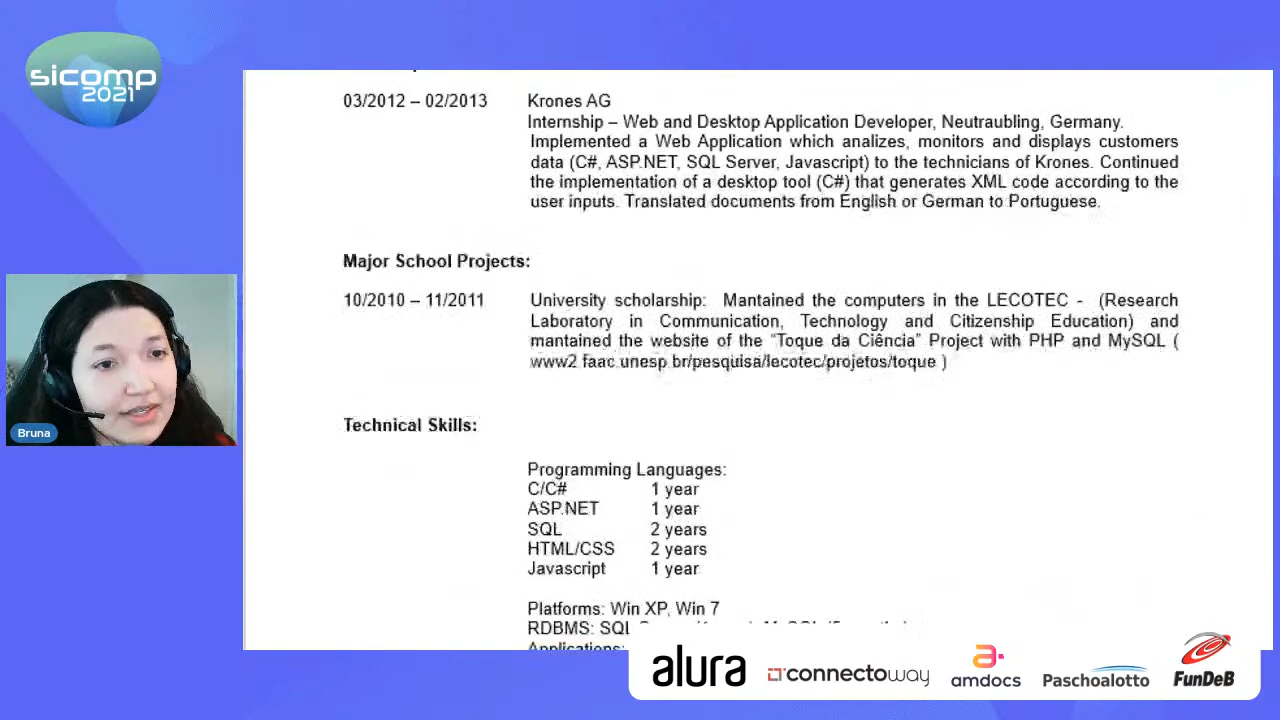 sicomp
2021
03/2012 – 02/2013 Krones AG
Internship – Web and Desktop Application Developer, Neutraubling, Germany.
Implemented a Web Application which analizes, monitors and displays customers
data (C#, ASP.NET, SQL Server, Javascript) to the technicians of Krones. Continued
the implementation of a desktop tool (C#) that generates XML code according to the
user inputs. Translated documents from English or German to Portuguese.
Major School Projects:
10/2010 – 11/2011 University scholarship: Mantained the computers in the LECOTEC - (Research
Laboratory in Communication, Technology and Citizenship Education) and
mantained the website of the “Toque da Ciência” Project with PHP and MySQL (
www2.faac.unesp.br/pesquisa/lecotec/projetos/toque )
Bruna
Technical Skills:
Programming Languages:
C/C# 1 year
ASP.NET 1 year
SQL 2 years
HTML/CSS 2 years
Javascript 1 year
Platforms: Win XP, Win 7
RDBMS: SQL
Applications:
alura
connectoway
amdocs
Paschoalotto
FunDeB